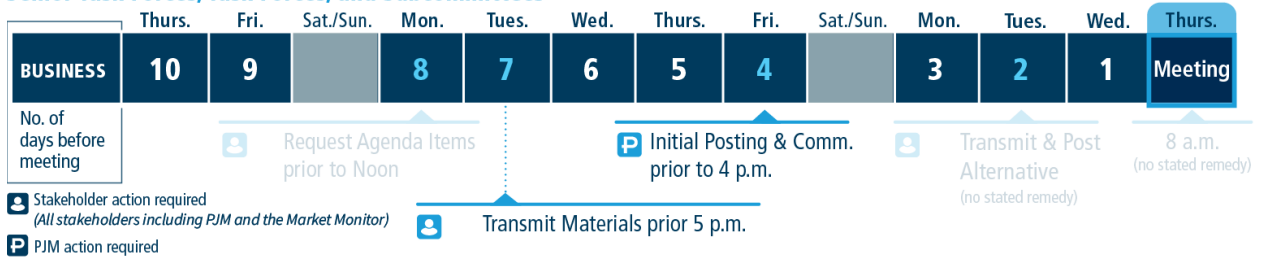 Thurs. Fri. Sat./Sun. Mon. Tues. Wed. Thurs. Fri. Sat./Sun. Mon. Tues. Wed. Thurs.
BUSINESS 10 9 8 7 6 5 4 3 2 1 Meeting
No. of
days before
meeting
Request Agenda Items
prior to Noon
P Initial Posting & Comm.
prior to 4 p.m.
Transmit & Post
Alternative
(no stated remedy)
8 a.m.
(no stated remedy)
Transmit Materials prior 5 p.m.
Stakeholder action required
(All stakeholders including PJM and the Market Monitor)
P PJM action required